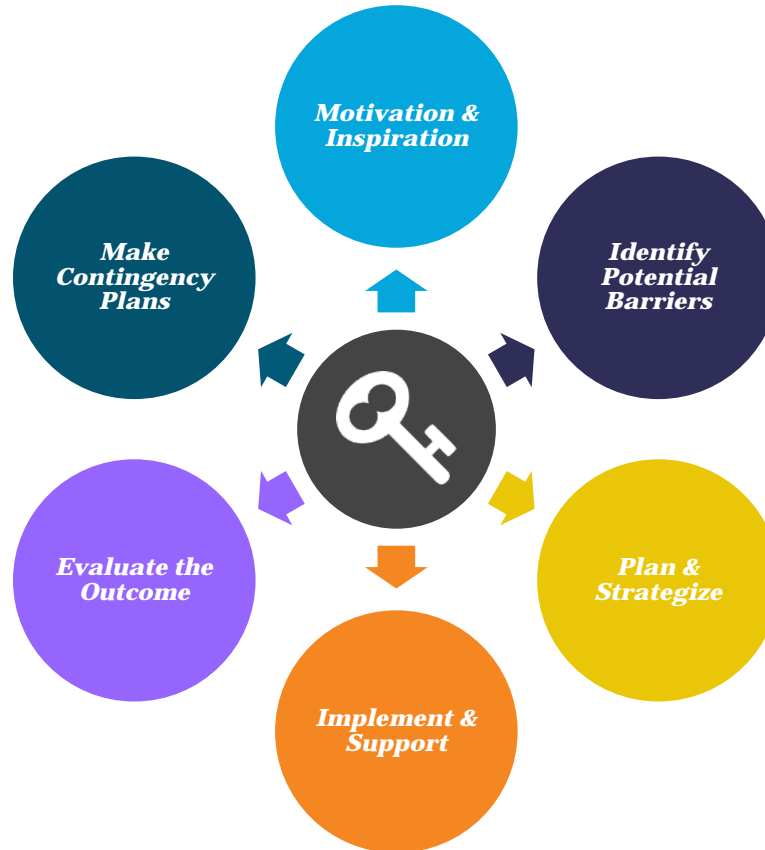 Motivation &
Inspiration
Identify
Potential
Barriers
Plan &
Strategize
Implement &
Support
Evaluate the
Outcome
Make
Contingency
Plans